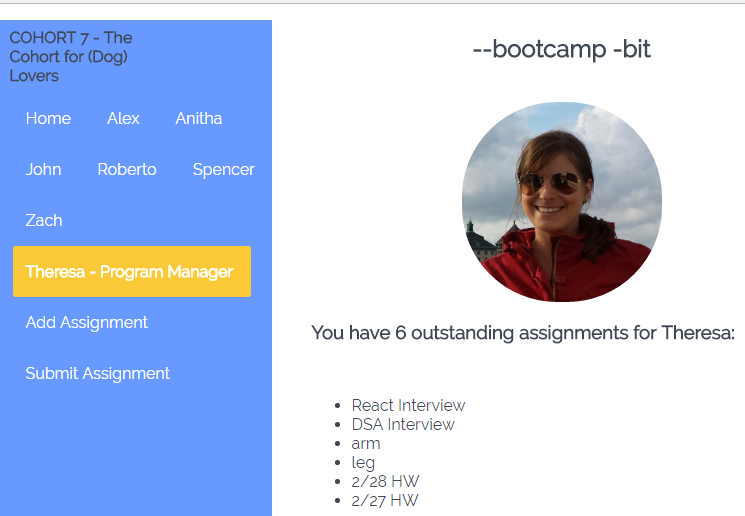 COHORT 7 - The
Cohort for (Dog)
Lovers
Home Alex Anitha
John Roberto Spencer
Zach
Theresa - Program Manager
Add Assignment
Submit Assignment
--bootcamp -bit
You have 6 outstanding assignments for Theresa:
React Interview
DSA Interview
arm
leg
2/28 HW
2/27 HW